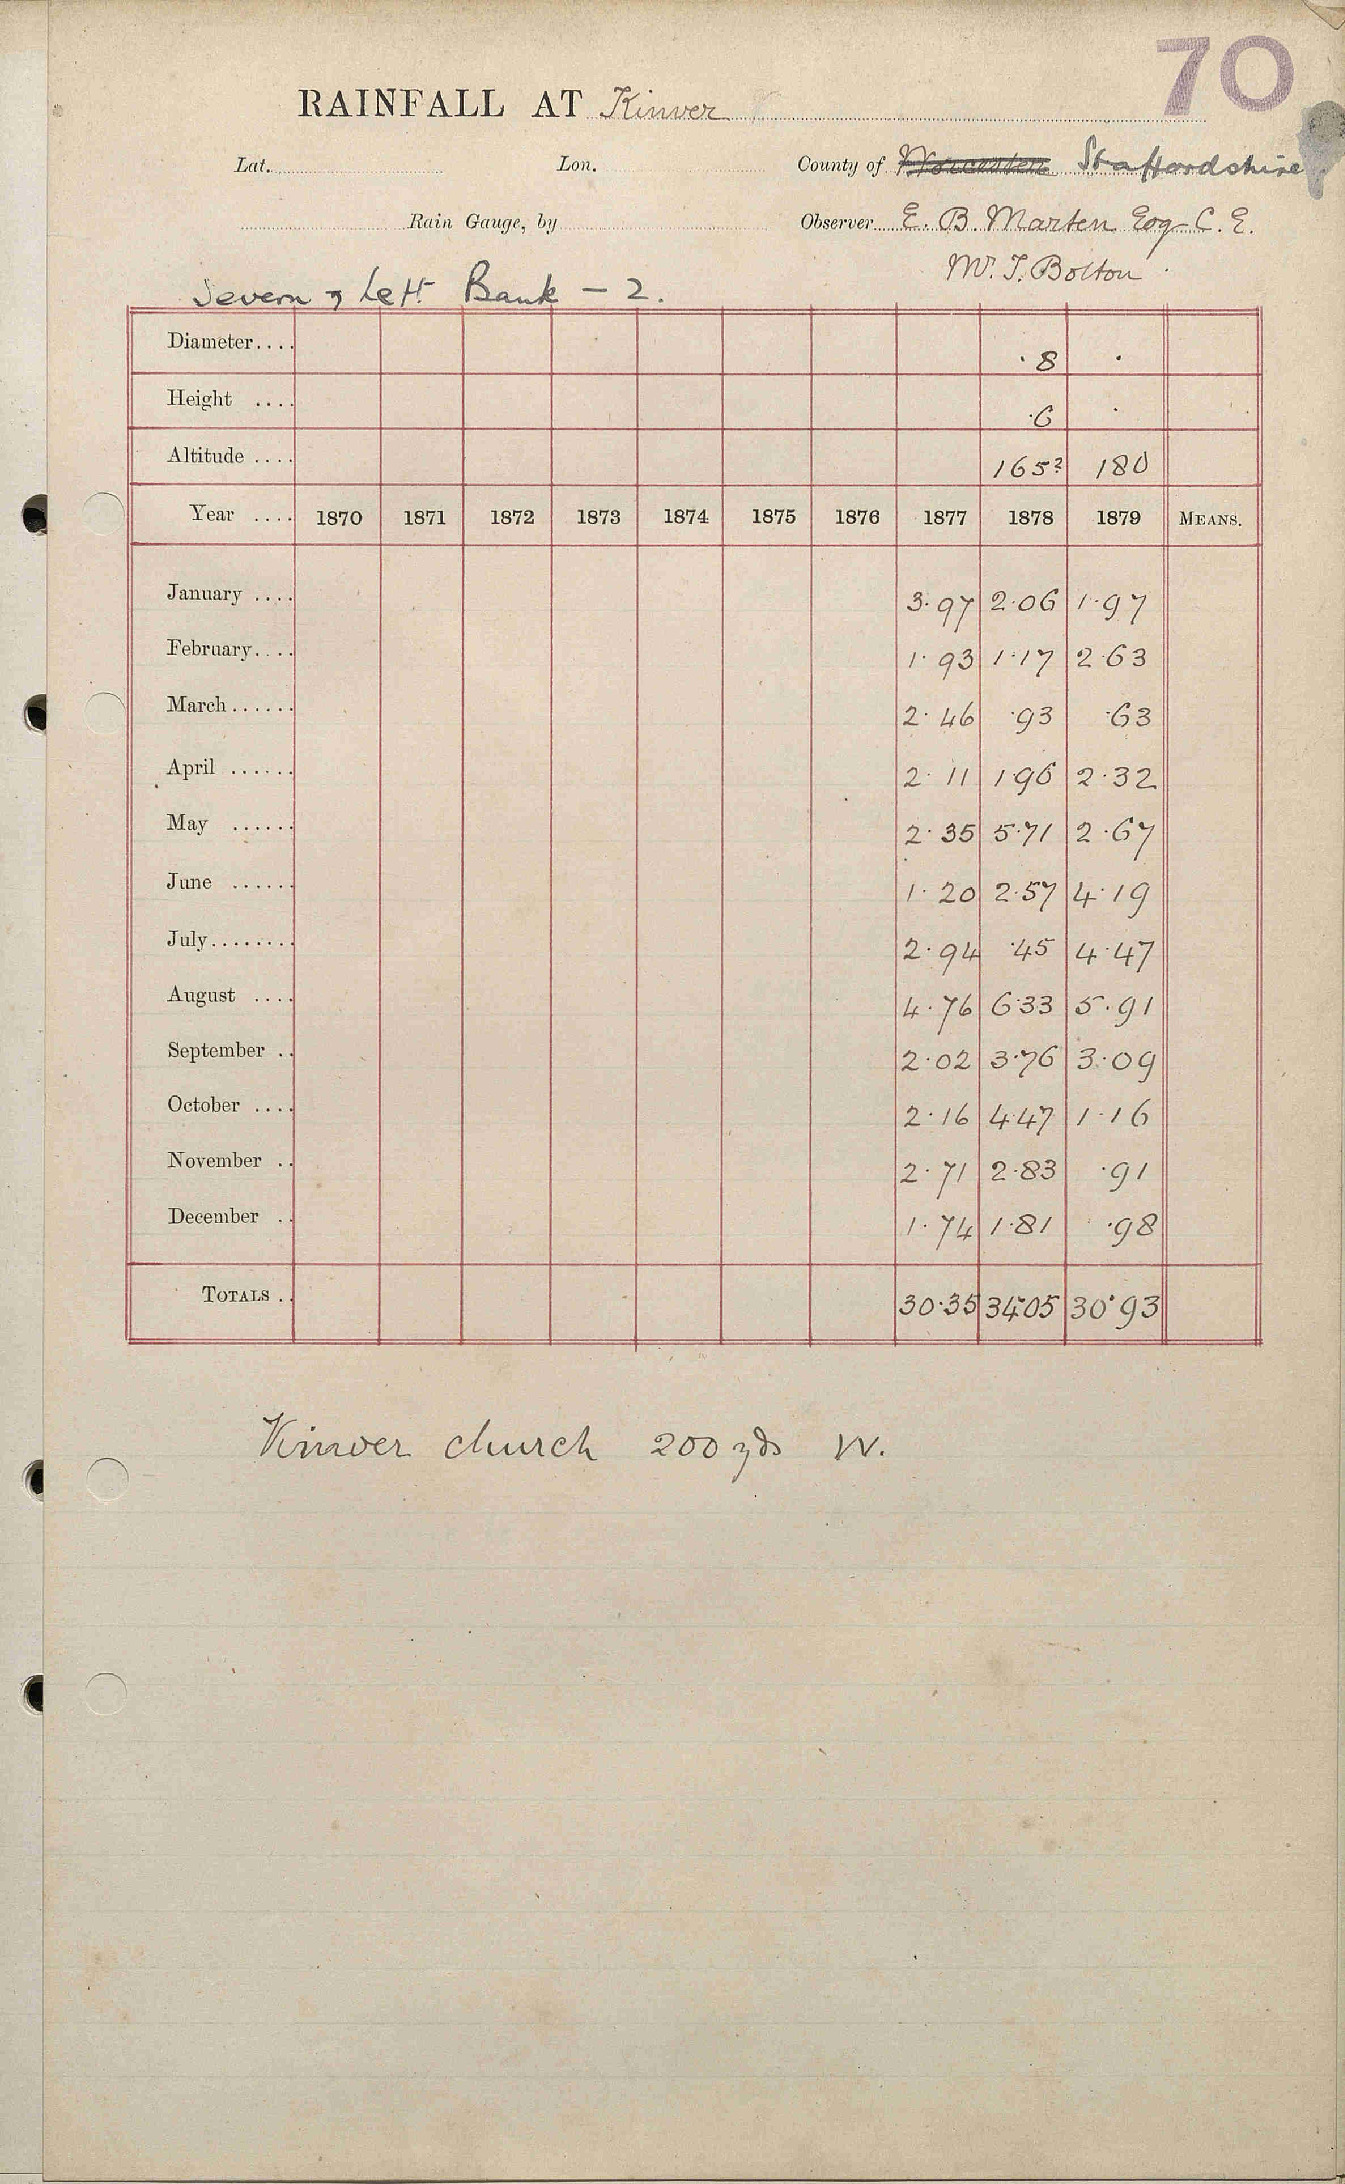 70
RAINFALL AT Kinver
Lat. Lon. County of Worcester Staffordshire
Rain Gauge, by Observer E. B. Marten Esq C. E.
Mr. T. Bolton
Severn & Left Bank – 2.
Diameter.... ·8 ·
Height .... ·6 ·
Altitude .... 165? 180
Year .... 1870 1871 1872 1873 1874 1875 1876 1877 1878 1879 MEANS.
January .... 3·97 2·06 1·97
February.... 1·93 1·17 2·63
March...... 2·46 ·93 ·63
April ...... 2·11 1·96 2·32
May ...... 2·35 5·71 2·67
June ...... 1·20 2·57 4·19
July........ 2·94 ·45 4·47
August .... 4·76 6·33 5·91
September .. 2·02 3·76 3·09
October .... 2·16 4·47 1·16
November .. 2·71 2·83 ·91
December .. 1·74 1·81 ·98
TOTALS .. 30·35 34·05 30·93
Kinver church 200 yds W.